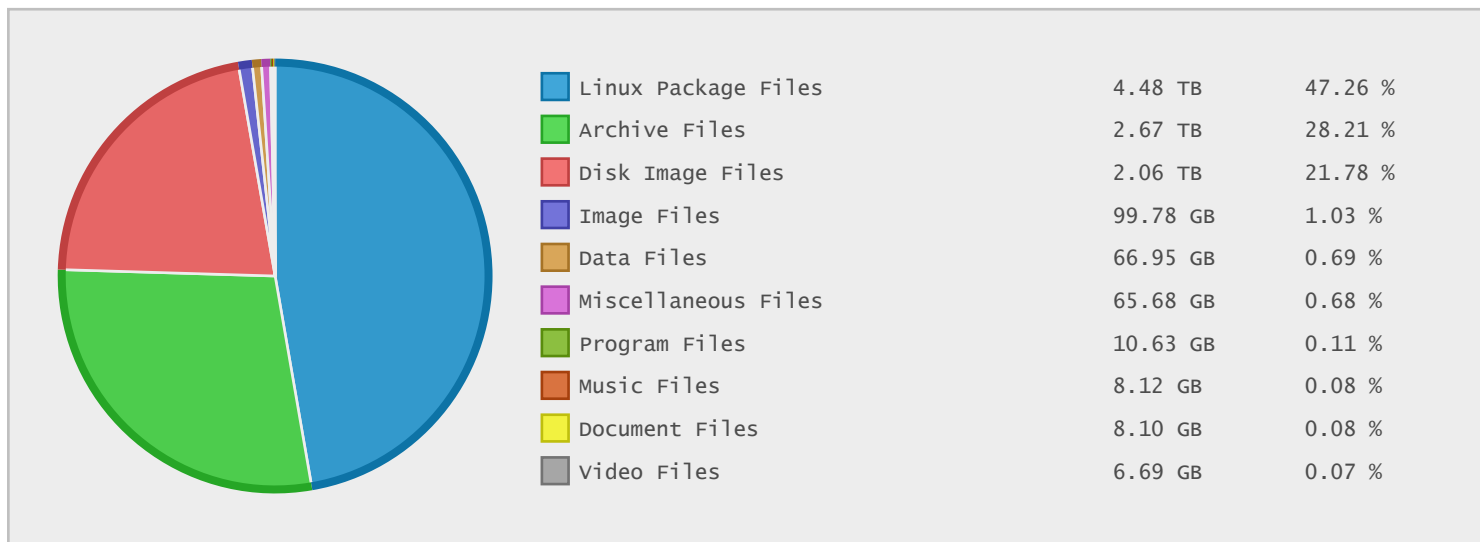 Linux Package Files 4.48 TB 47.26 %
Archive Files 2.67 TB 28.21 %
Disk Image Files 2.06 TB 21.78 %
Image Files 99.78 GB 1.03 %
Data Files 66.95 GB 0.69 %
Miscellaneous Files 65.68 GB 0.68 %
Program Files 10.63 GB 0.11 %
Music Files 8.12 GB 0.08 %
Document Files 8.10 GB 0.08 %
Video Files 6.69 GB 0.07 %